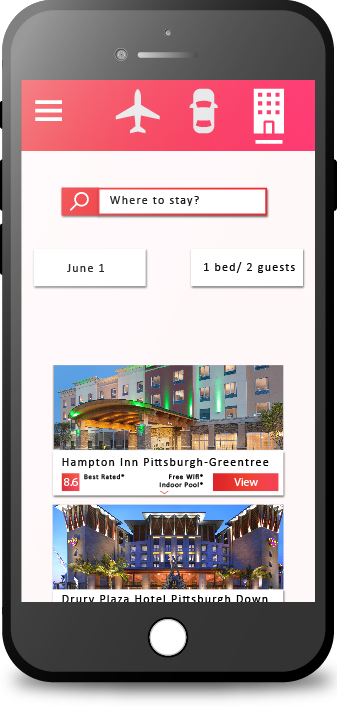 Where to stay?
June 1
1 bed/ 2 guests
Hampton Inn Pittsburgh-Greentree
8.6
Best Rated*
Free Wifi*
Indoor Pool*
View
Drury Plaza Hotel Pittsburgh Down